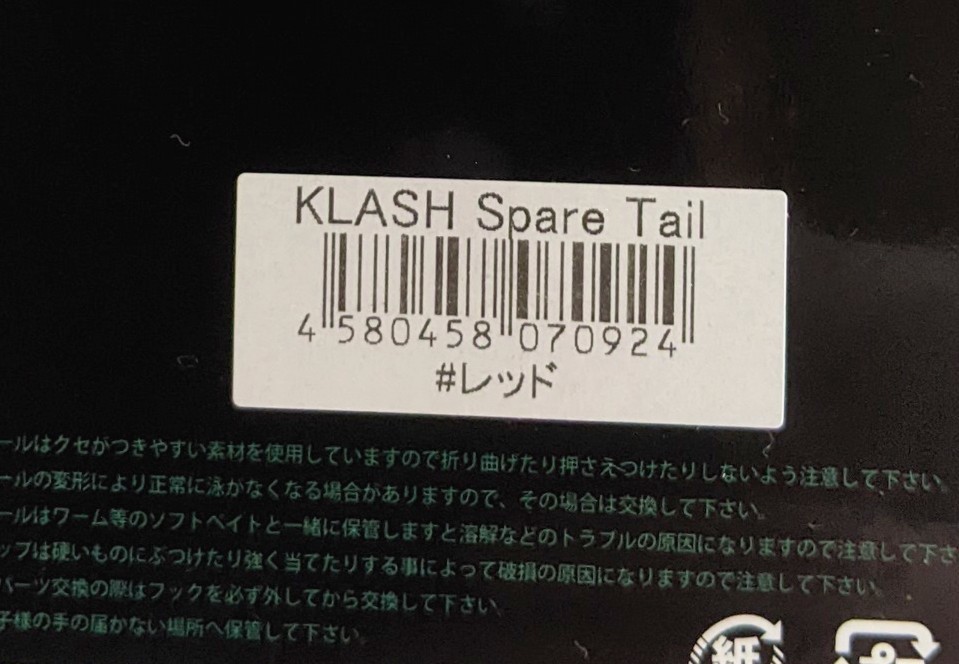 KLASH Spare Tail
4 580458 070924
#レッド
ールはクセがつきやすい素材を使用していますので折り曲げたり押さえつけたりしないよう注意して下さい。
ールの変形により正常に泳がなくなる場合がありますので、その場合は交換して下さい。
ールはワーム等のソフトベイトと一緒に保管しますと溶解などのトラブルの原因になりますので注意して下さ
ップは硬いものにぶつけたり強く当てたりする事によって破損の原因になりますので注意して下さい。
パーツ交換の際はフックを必ず外してから交換して下さい。
子様の手の届かない場所へ保管して下さい。
紙